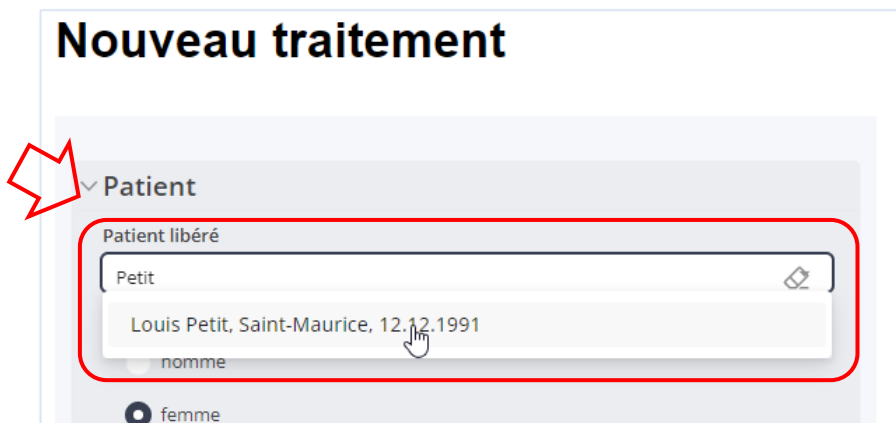 Nouveau traitement
Patient
Patient libéré
Petit
Louis Petit, Saint-Maurice, 12.12.1991
homme
femme